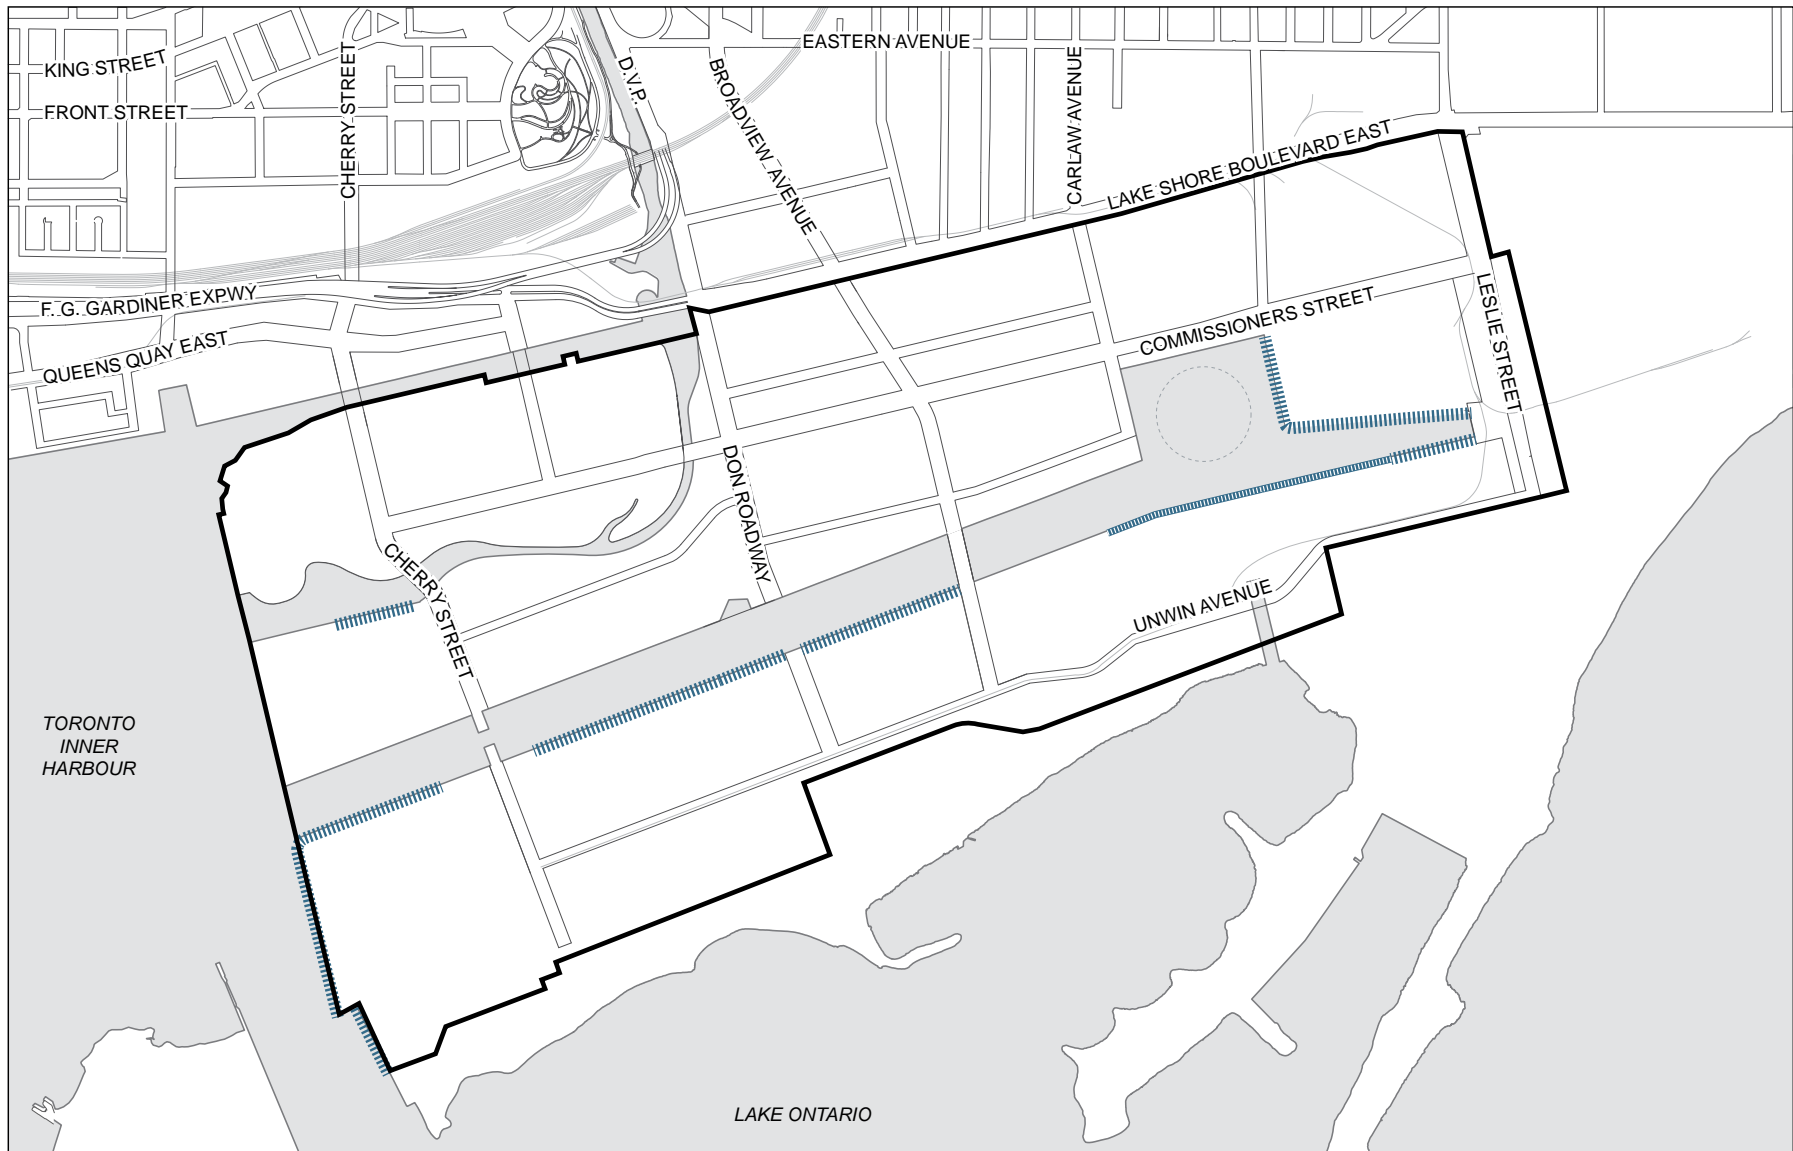 EASTERN AVENUE
KING STREET
FRONT STREET
CHERRY STREET
D.V.P.
BROADVIEW AVENUE
CARLAW AVENUE
LAKE SHORE BOULEVARD EAST
F. G. GARDINER EXPWY
QUEENS QUAY EAST
COMMISSIONERS STREET
LESLIE STREET
DON ROADWAY
CHERRY STREET
UNWIN AVENUE
TORONTO
INNER
HARBOUR
LAKE ONTARIO